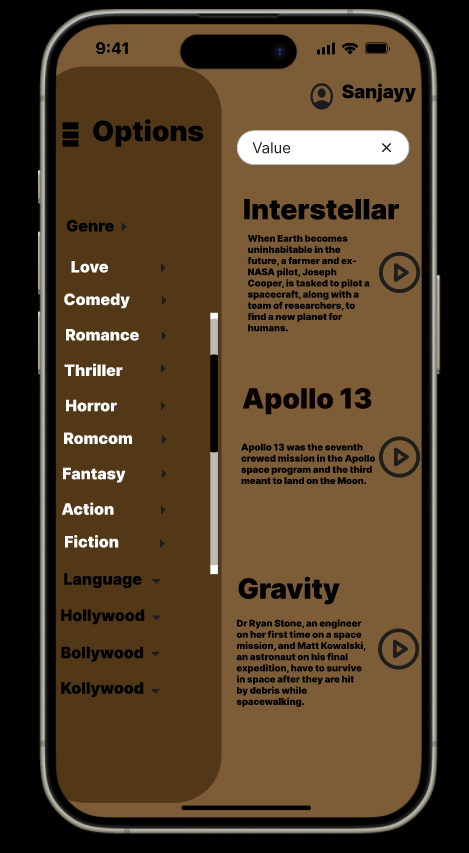 9:41
Sanjayy
Options
Value
Genre
Love
Comedy
Romance
Thriller
Horror
Romcom
Fantasy
Action
Fiction
Language
Hollywood
Bollywood
Kollywood
Interstellar
When Earth becomes
uninhabitable in the
future, a farmer and ex-
NASA pilot, Joseph
Cooper, is tasked to pilot a
spacecraft, along with a
team of researchers, to
find a new planet for
humans.
Apollo 13
Apollo 13 was the seventh
crewed mission in the Apollo
space program and the third
meant to land on the Moon.
Gravity
Dr Ryan Stone, an engineer
on her first time on a space
mission, and Matt Kowalski,
an astronaut on his final
expedition, have to survive
in space after they are hit
by debris while
spacewalking.